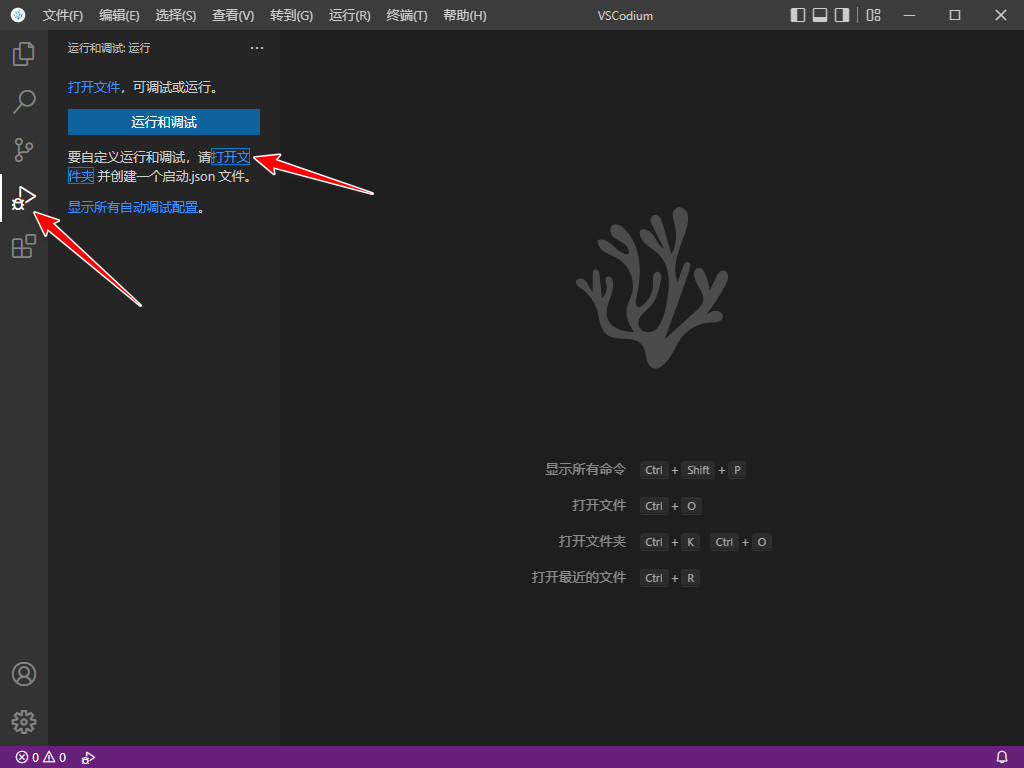 文件(F) 编辑(E) 选择(S) 查看(V) 转到(G) 运行(R) 终端(T) 帮助(H) VSCodium
运行和调试: 运行
打开文件，可调试或运行。
运行和调试
要自定义运行和调试，请打开文
件夹 并创建一个启动.json 文件。
显示所有自动调试配置。
显示所有命令 Ctrl + Shift + P
打开文件 Ctrl + O
打开文件夹 Ctrl + K Ctrl + O
打开最近的文件 Ctrl + R
0 0